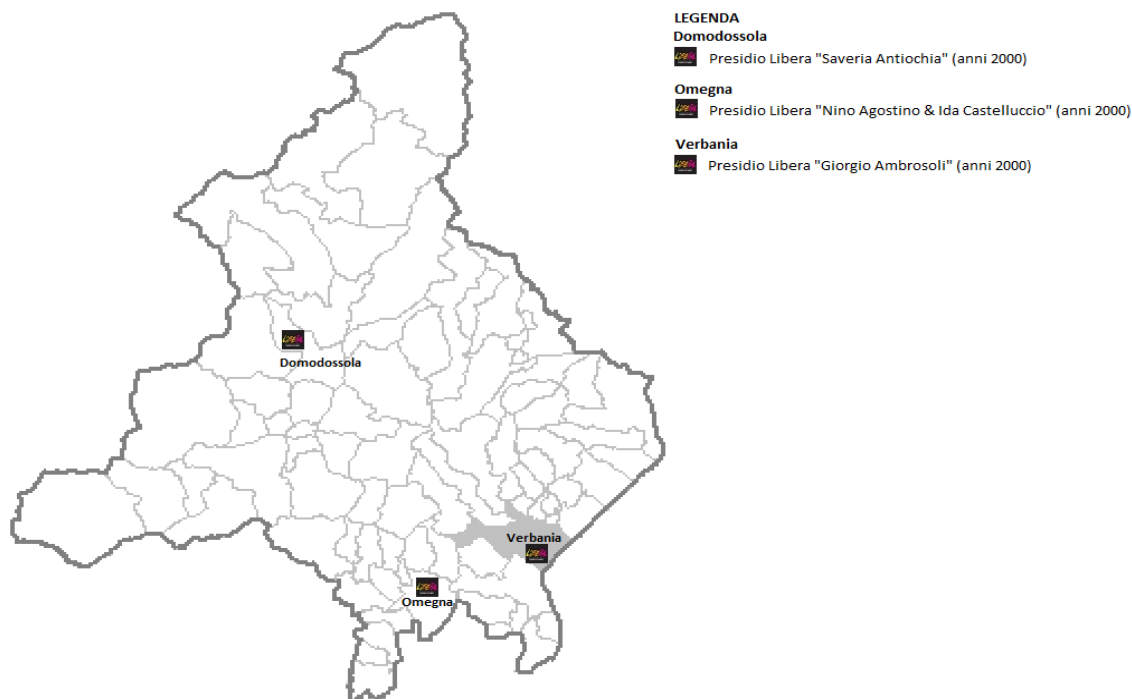 LEGENDA
Domodossola
Presidio Libera "Saveria Antiochia" (anni 2000)
Omegna
Presidio Libera "Nino Agostino & Ida Castelluccio" (anni 2000)
Verbania
Presidio Libera "Giorgio Ambrosoli" (anni 2000)
Domodossola
Verbania
Omegna